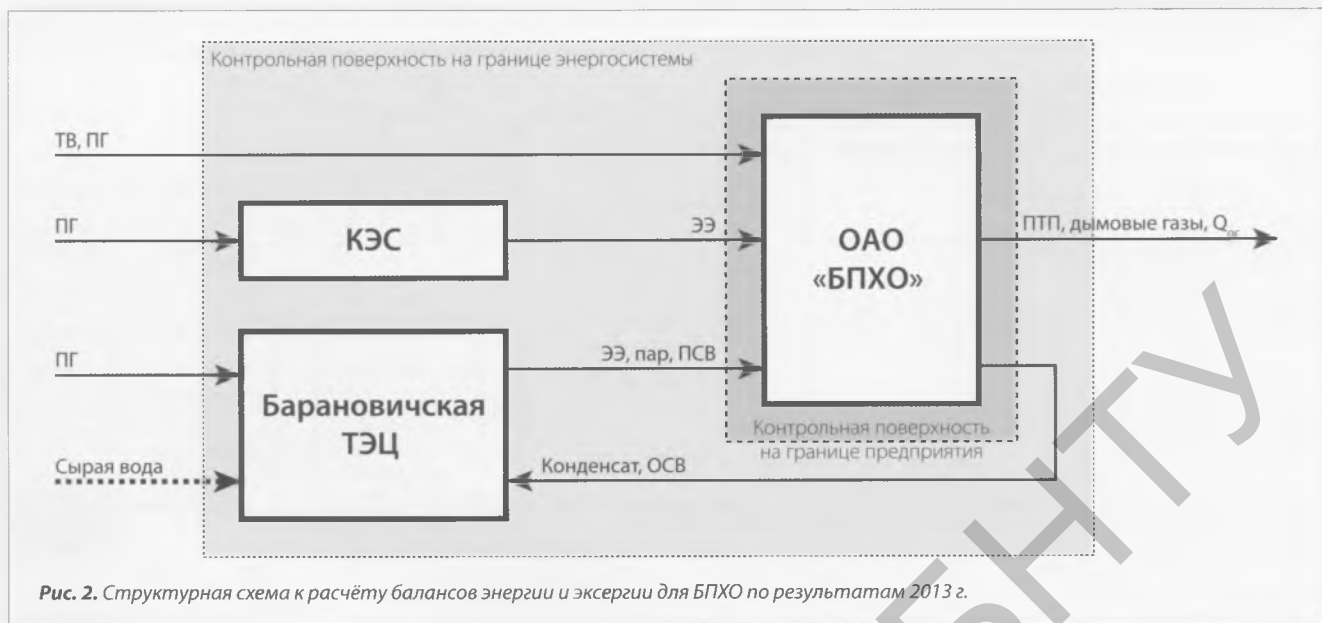 Контрольная поверхность на границе энергосистемы
ТВ, ПГ
ПГ
КЭС
ЭЭ
ОАО
«БПХО»
ПТП, дымовые газы, Qос
ПГ
Барановичская
ТЭЦ
ЭЭ, пар, ПСВ
Контрольная поверхность
на границе предприятия
Сырая вода
Конденсат, ОСВ
Рис. 2. Структурная схема к расчёту балансов энергии и эксергии для БПХО по результатам 2013 г.
БНТУ